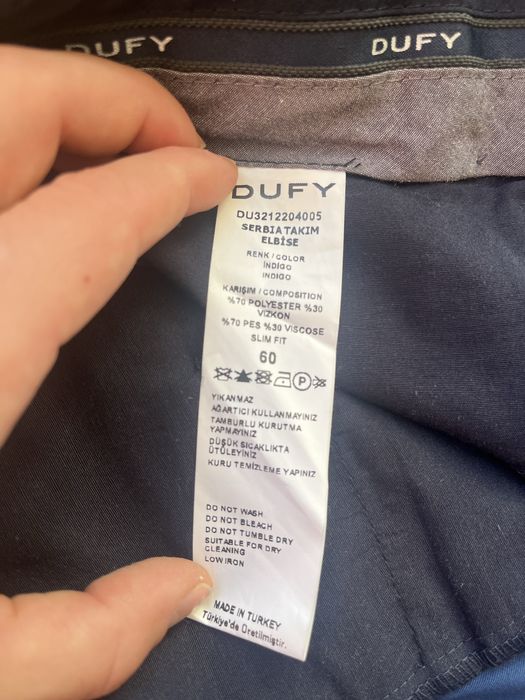 DUFY DUFY
DUFY
DU3212204005
SERBIA TAKIM
ELBİSE
RENK / COLOR
İNDİGO
INDIGO
KARIŞIM / COMPOSITION
%70 POLYESTER %30
VIZKON
%70 PES %30 VISCOSE
SLIM FIT
60
P
YIKANMAZ
AĞARTICI KULLANMAYINIZ
TAMBURLU KURUTMA
YAPMAYINIZ
DÜŞÜK SICAKLIKTA
ÜTÜLEYİNİZ
KURU TEMİZLEME YAPINIZ
DO NOT WASH
DO NOT BLEACH
DO NOT TUMBLE DRY
SUITABLE FOR DRY
CLEANING
LOW IRON
MADE IN TURKEY
Türkiye'de Üretilmiştir.